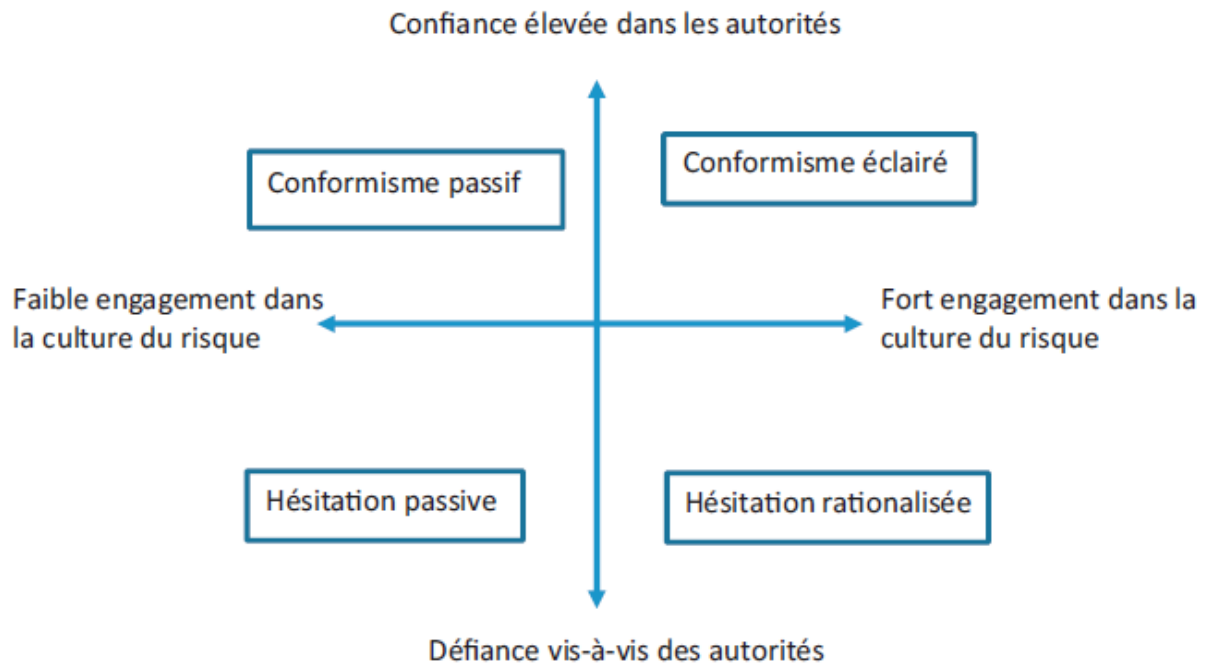 Confiance élevée dans les autorités
Conformisme passif
Conformisme éclairé
Faible engagement dans
la culture du risque
Fort engagement dans la
culture du risque
Hésitation passive
Hésitation rationalisée
Défiance vis-à-vis des autorités